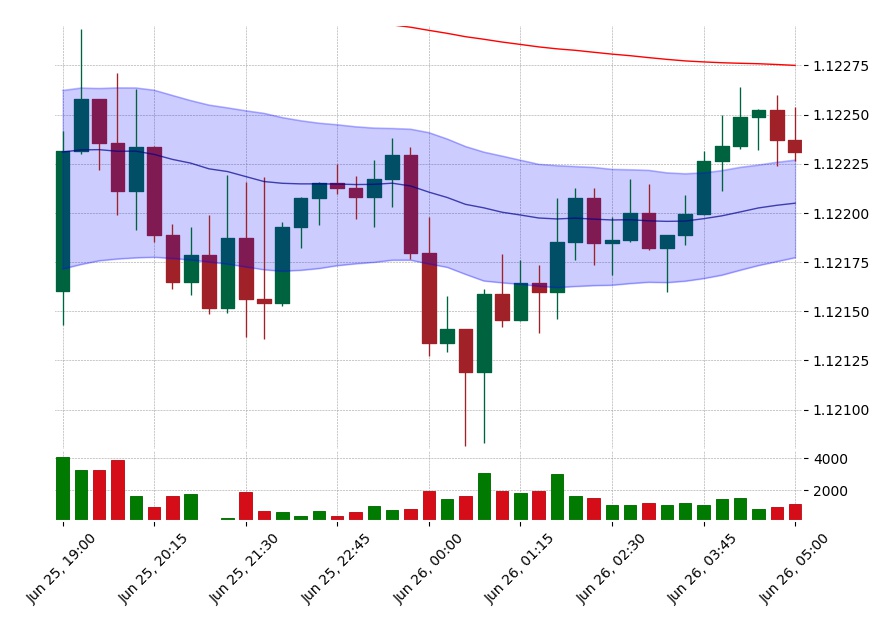 1.12275
1.12250
1.12225
1.12200
1.12175
1.12150
1.12125
1.12100
4000
2000
Jun 25, 19:00
Jun 25, 20:15
Jun 25, 21:30
Jun 25, 22:45
Jun 26, 00:00
Jun 26, 01:15
Jun 26, 02:30
Jun 26, 03:45
Jun 26, 05:00